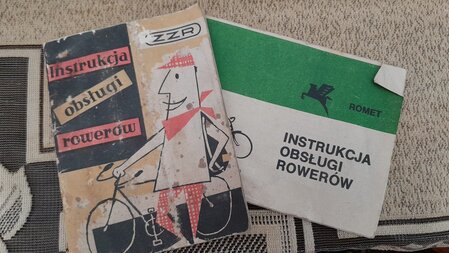 ZZR
Instrukcja
obsługi
rowerów
ROMET
INSTRUKCJA
OBSŁUGI
ROWERÓW